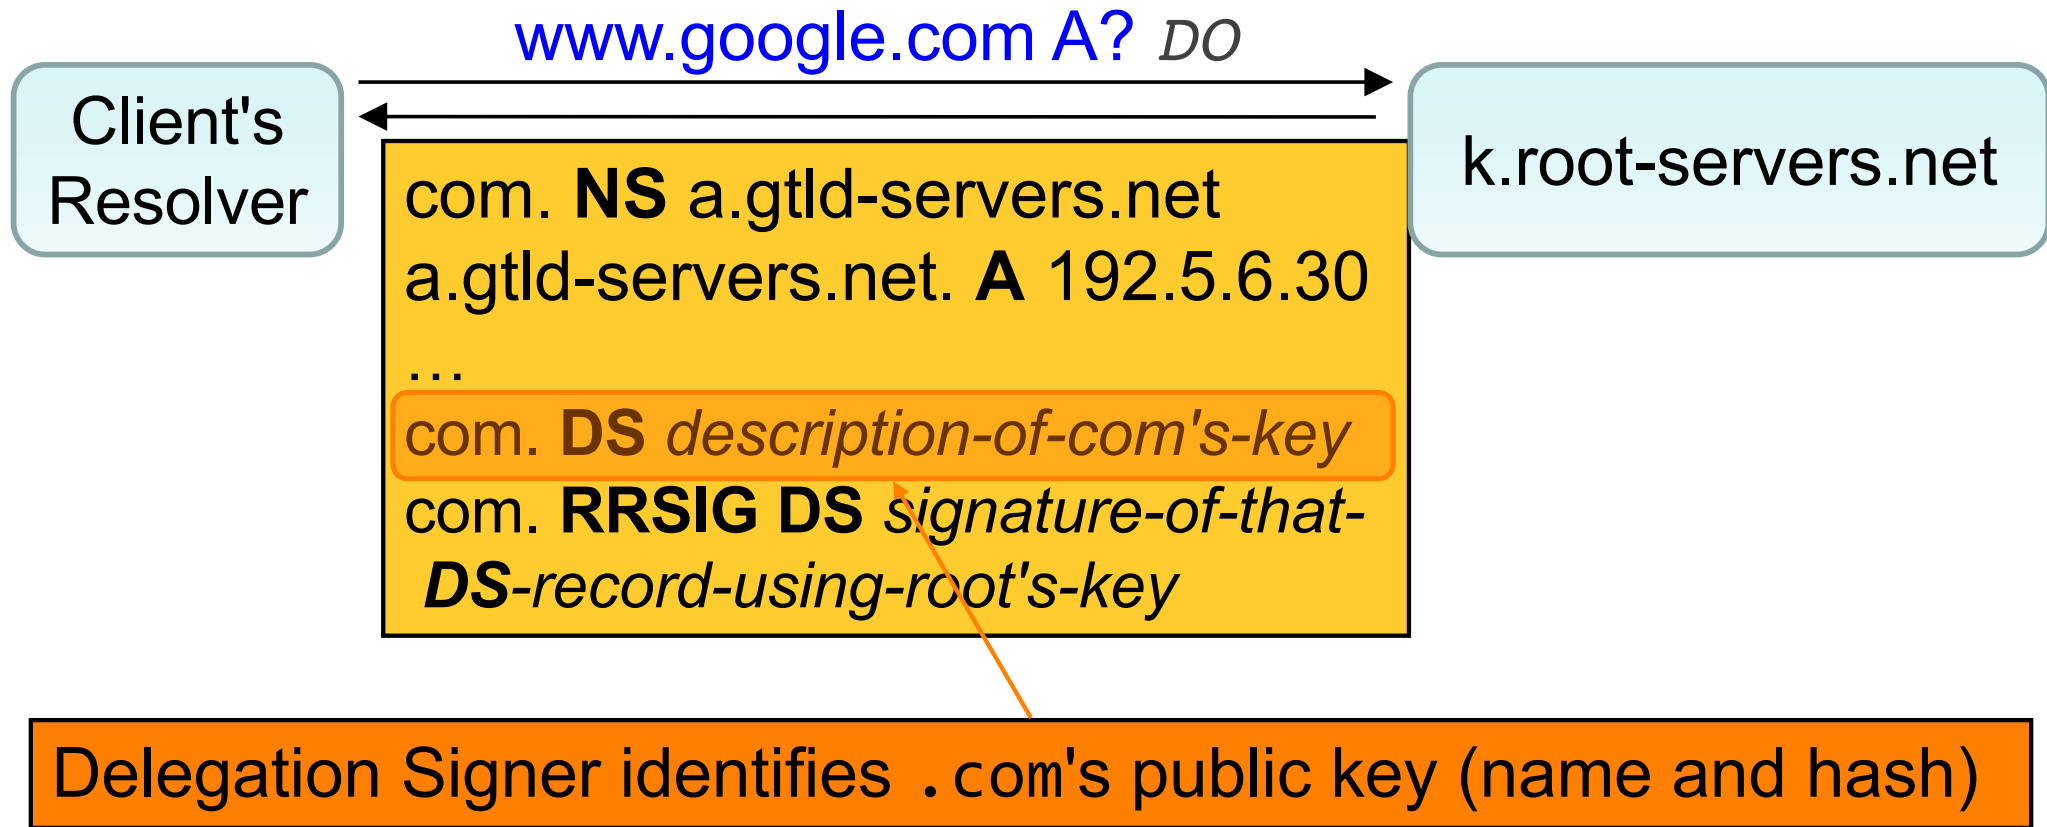 www.google.com A? DO
Client's
Resolver
k.root-servers.net
com. NS a.gtld-servers.net
a.gtld-servers.net. A 192.5.6.30
…
com. DS description-of-com's-key
com. RRSIG DS signature-of-that-
DS-record-using-root's-key
Delegation Signer identifies .com's public key (name and hash)